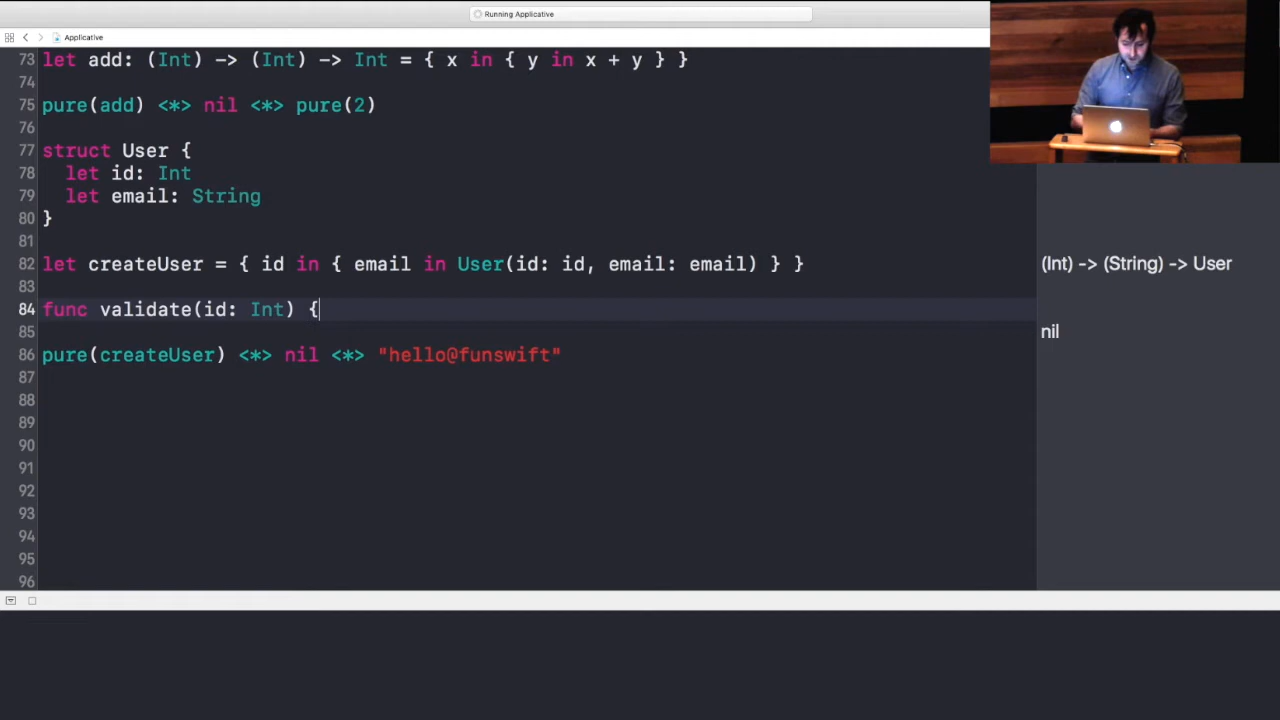 Running Applicative
Applicative
73 let add: (Int) -> (Int) -> Int = { x in { y in x + y } }
74
75 pure(add) <*> nil <*> pure(2)
76
77 struct User {
78 let id: Int
79 let email: String
80 }
81
82 let createUser = { id in { email in User(id: id, email: email) } }
(Int) -> (String) -> User
83
84 func validate(id: Int) {
85
nil
86 pure(createUser) <*> nil <*> "hello@funswift"
87
88
89
90
91
92
93
94
95
96